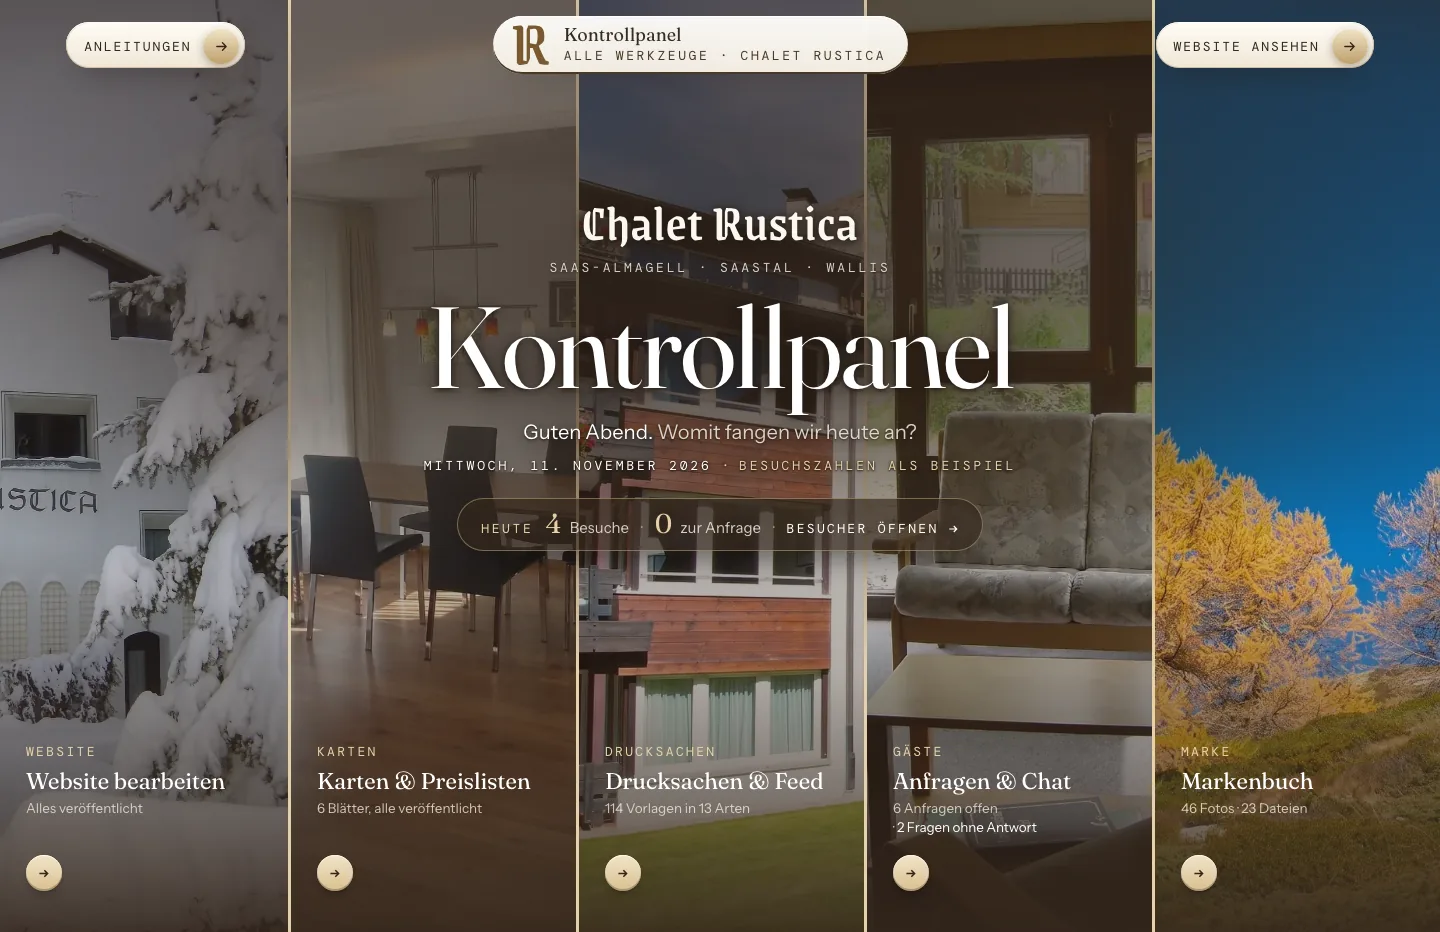 ANLEITUNGEN →
R Kontrollpanel
ALLE WERKZEUGE · CHALET RUSTICA
WEBSITE ANSEHEN →
Chalet Rustica
SAAS-ALMAGELL · SAASTAL · WALLIS
Kontrollpanel
Guten Abend. Womit fangen wir heute an?
MITTWOCH, 11. NOVEMBER 2026 · BESUCHSZAHLEN ALS BEISPIEL
HEUTE 4 Besuche · 0 zur Anfrage · BESUCHER ÖFFNEN →
USTICA
WEBSITE
Website bearbeiten
Alles veröffentlicht
→
KARTEN
Karten & Preislisten
6 Blätter, alle veröffentlicht
→
DRUCKSACHEN
Drucksachen & Feed
114 Vorlagen in 13 Arten
→
GÄSTE
Anfragen & Chat
6 Anfragen offen
· 2 Fragen ohne Antwort
→
MARKE
Markenbuch
46 Fotos · 23 Dateien
→